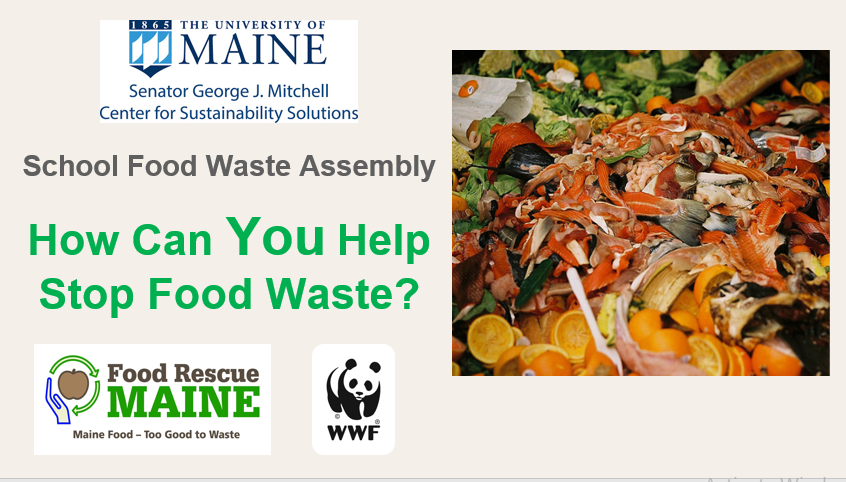 1865 THE UNIVERSITY OF
MAINE
Senator George J. Mitchell
Center for Sustainability Solutions
School Food Waste Assembly
How Can You Help
Stop Food Waste?
Food Rescue
MAINE
Maine Food – Too Good to Waste
©
WWF®